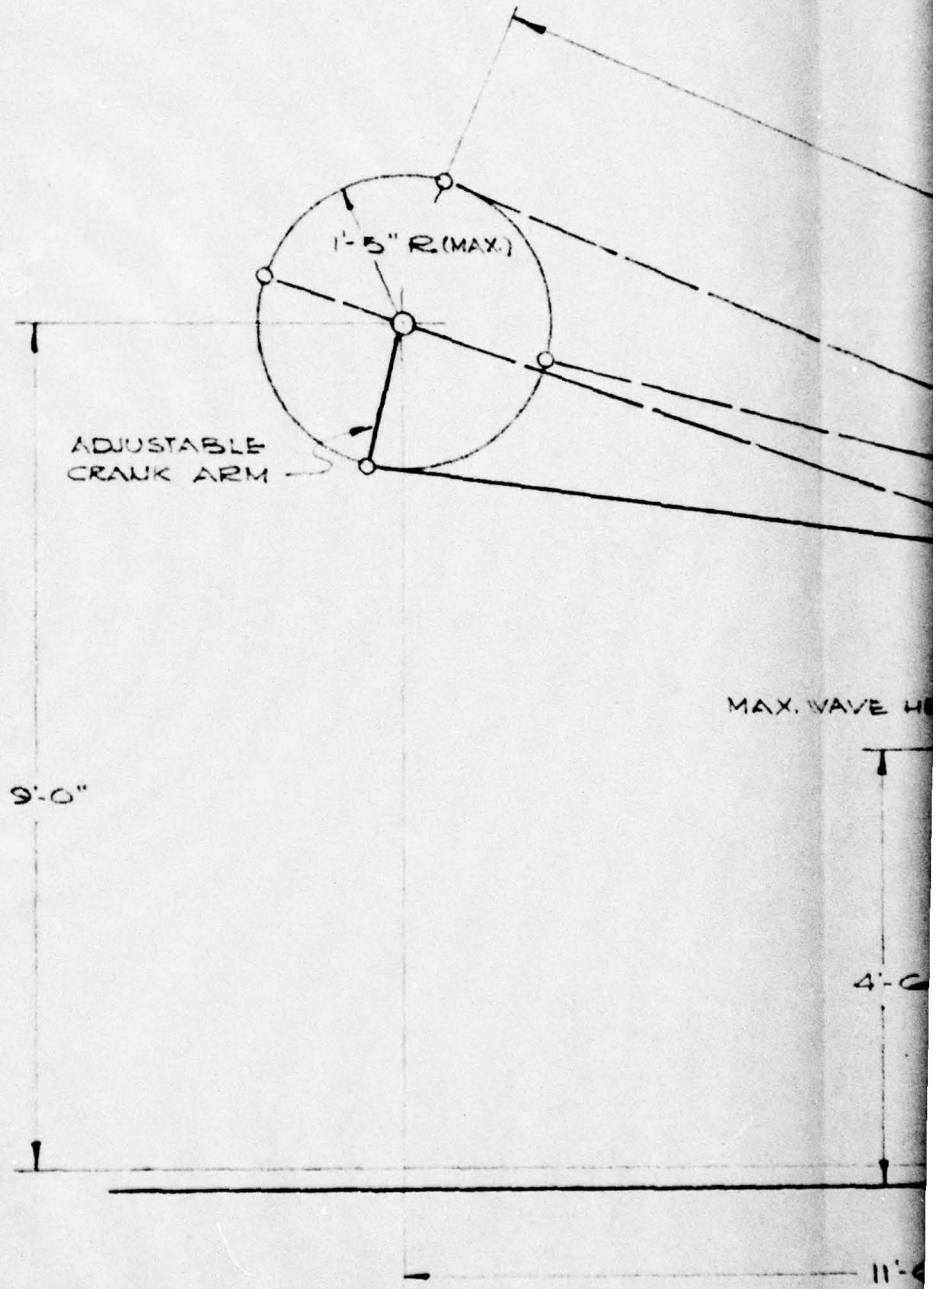 1'-5" R (MAX.)
ADJUSTABLE
CRANK ARM
MAX. WAVE
9'-0"
4'-
11'-